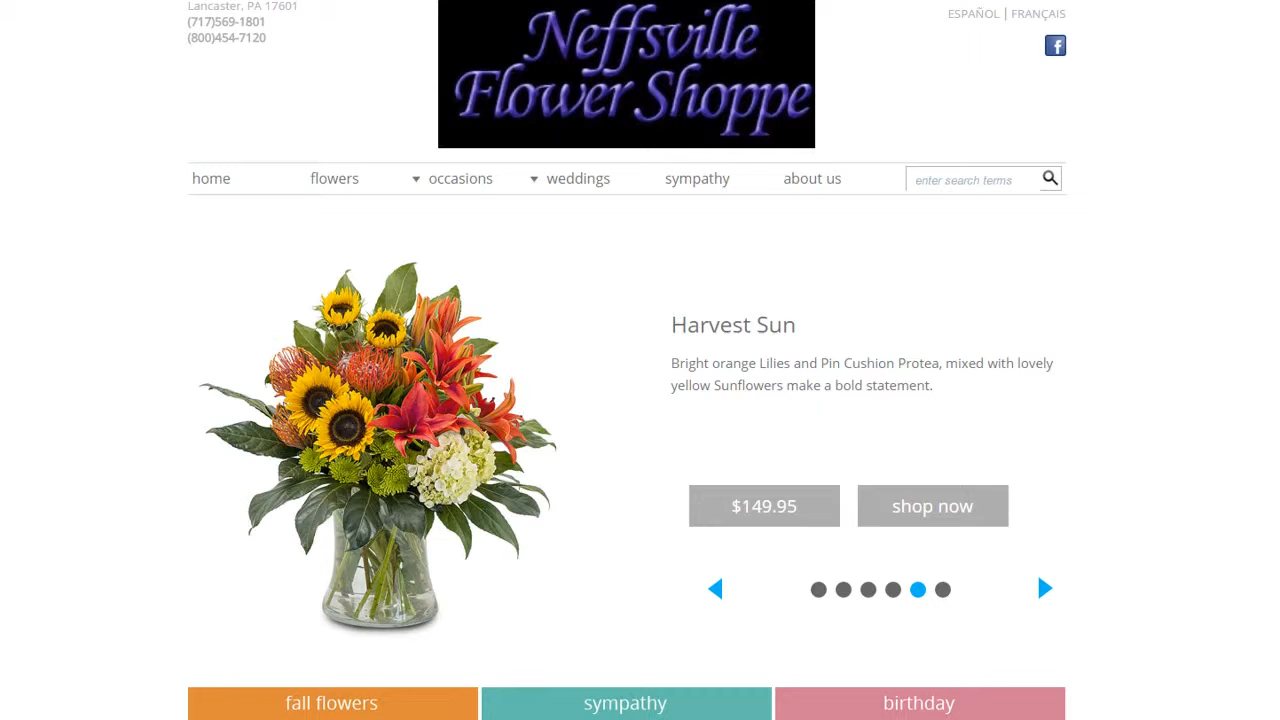 Lancaster, PA 17601
(717)569-1801
(800)454-7120
Neffsville
Flower Shoppe
ESPAÑOL | FRANÇAIS
f
home flowers occasions weddings sympathy about us enter search terms
Harvest Sun
Bright orange Lilies and Pin Cushion Protea, mixed with lovely
yellow Sunflowers make a bold statement.
$149.95 shop now
fall flowers sympathy birthday